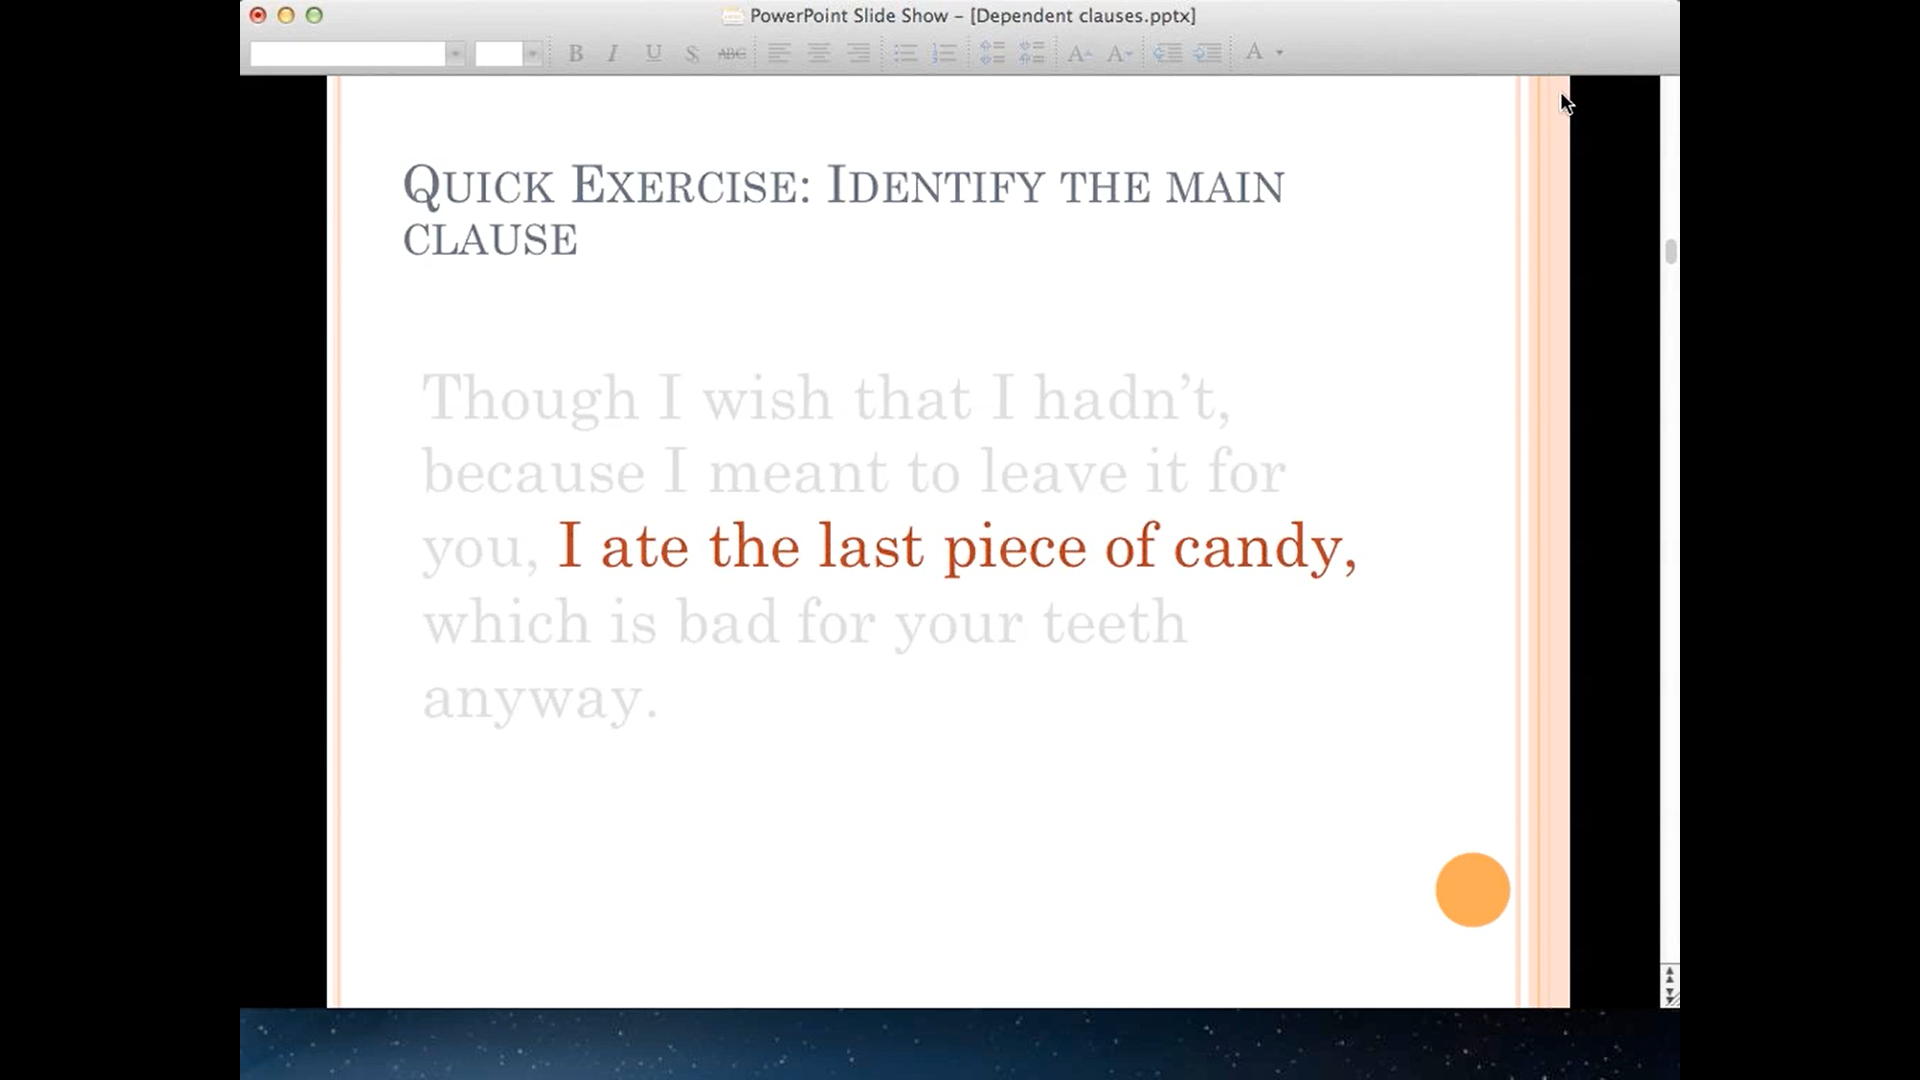 PowerPoint Slide Show – [Dependent clauses.pptx]
B I U S ABC A A A
QUICK EXERCISE: IDENTIFY THE MAIN
CLAUSE
Though I wish that I hadn’t,
because I meant to leave it for
you, I ate the last piece of candy,
which is bad for your teeth
anyway.